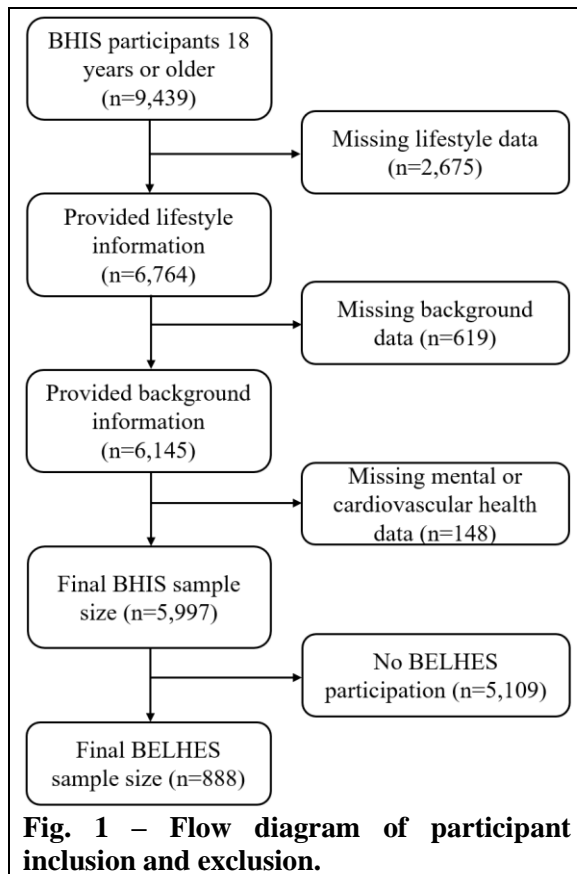 BHIS participants 18
years or older
(n=9,439)
Missing lifestyle data
(n=2,675)
Provided lifestyle
information
(n=6,764)
Missing background
data (n=619)
Provided background
information
(n=6,145)
Missing mental or
cardiovascular health
data (n=148)
Final BHIS sample
size (n=5,997)
No BELHES
participation (n=5,109)
Final BELHES
sample size (n=888)
Fig. 1 – Flow diagram of participant
inclusion and exclusion.